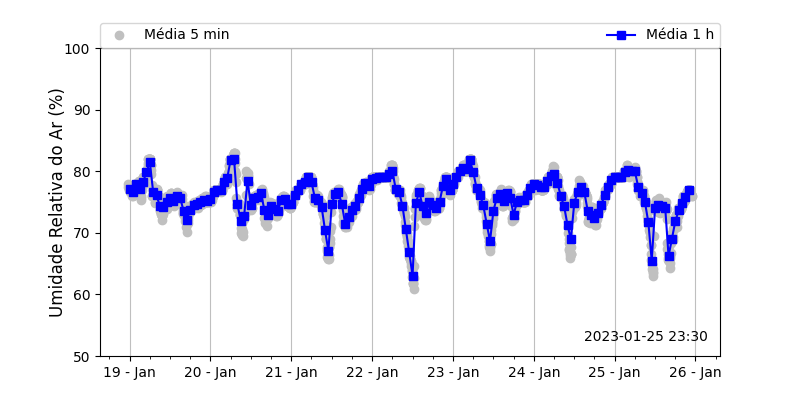 Média 5 min
Média 1 h
Umidade Relativa do Ar (%)
100
90
80
70
60
50
2023-01-25 23:30
19 - Jan
20 - Jan
21 - Jan
22 - Jan
23 - Jan
24 - Jan
25 - Jan
26 - Jan